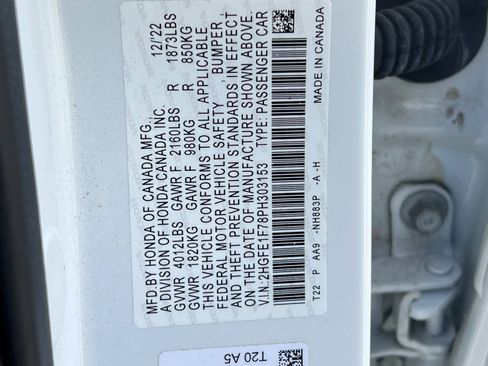 MFD.BY HONDA OF CANADA MFG., 12/22
A DIVISION OF HONDA CANADA INC.
GVWR 4012LBS GAWR F 2160LBS R 1873LBS
GVWR 1820KG GAWR F 980KG R 850KG
THIS VEHICLE CONFORMS TO ALL APPLICABLE
FEDERAL MOTOR VEHICLE SAFETY, BUMPER,
AND THEFT PREVENTION STANDARDS IN EFFECT
ON THE DATE OF MANUFACTURE SHOWN ABOVE.
V.I.N.: 2HGFE1F78PH303153 TYPE: PASSENGER CAR
T22 P AA9 -NH883P -A -H MADE IN CANADA
T20 A5